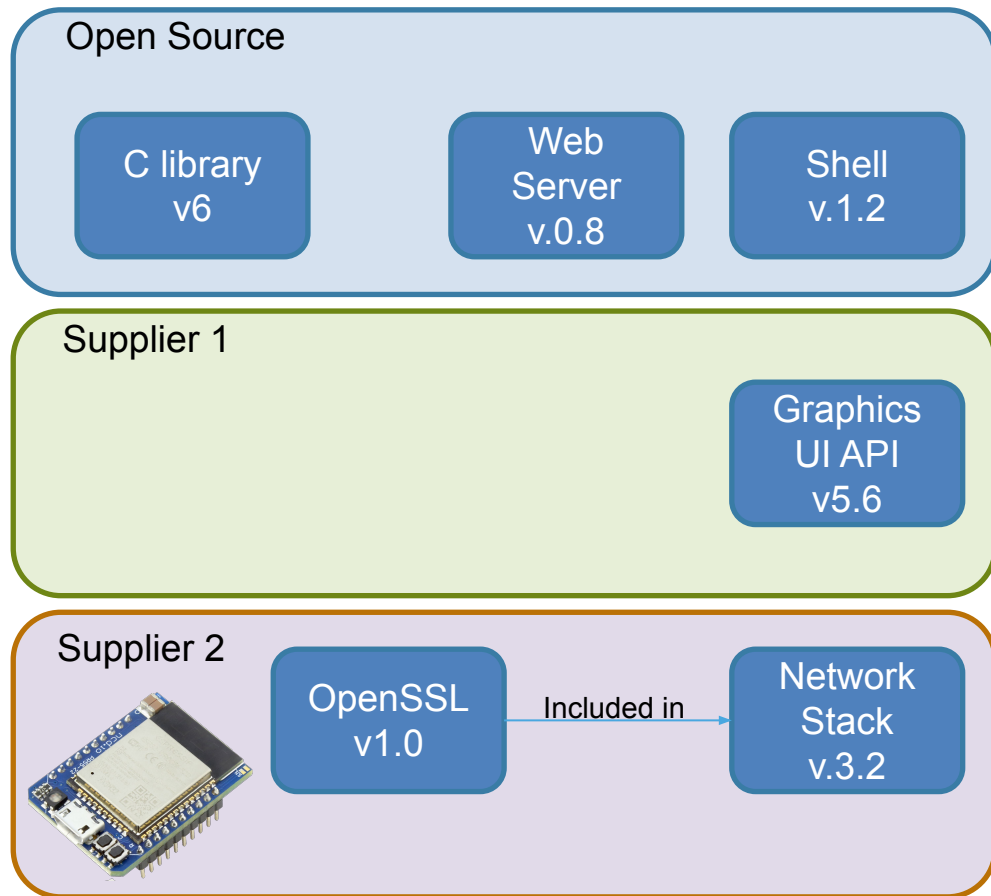 Open Source
C library
v6
Web
Server
v.0.8
Shell
v.1.2
Supplier 1
Graphics
UI API
v5.6
Supplier 2
OpenSSL
v1.0
Included in
Network
Stack
v.3.2